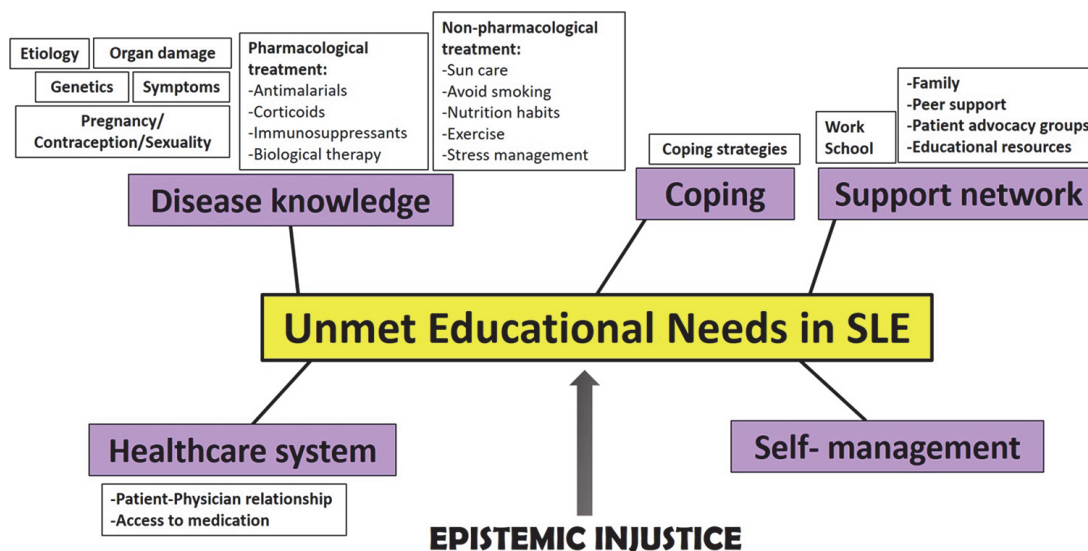 Etiology
Organ damage
Genetics
Symptoms
Pregnancy/
Contraception/Sexuality
Pharmacological
treatment:
-Antimalarials
-Corticoids
-Immunosuppressants
-Biological therapy
Non-pharmacological
treatment:
-Sun care
-Avoid smoking
-Nutrition habits
-Exercise
-Stress management
Disease knowledge
Coping strategies
Coping
Work
School
-Family
-Peer support
-Patient advocacy groups
-Educational resources
Support network
Unmet Educational Needs in SLE
Healthcare system
-Patient-Physician relationship
-Access to medication
Self- management
EPISTEMIC INJUSTICE